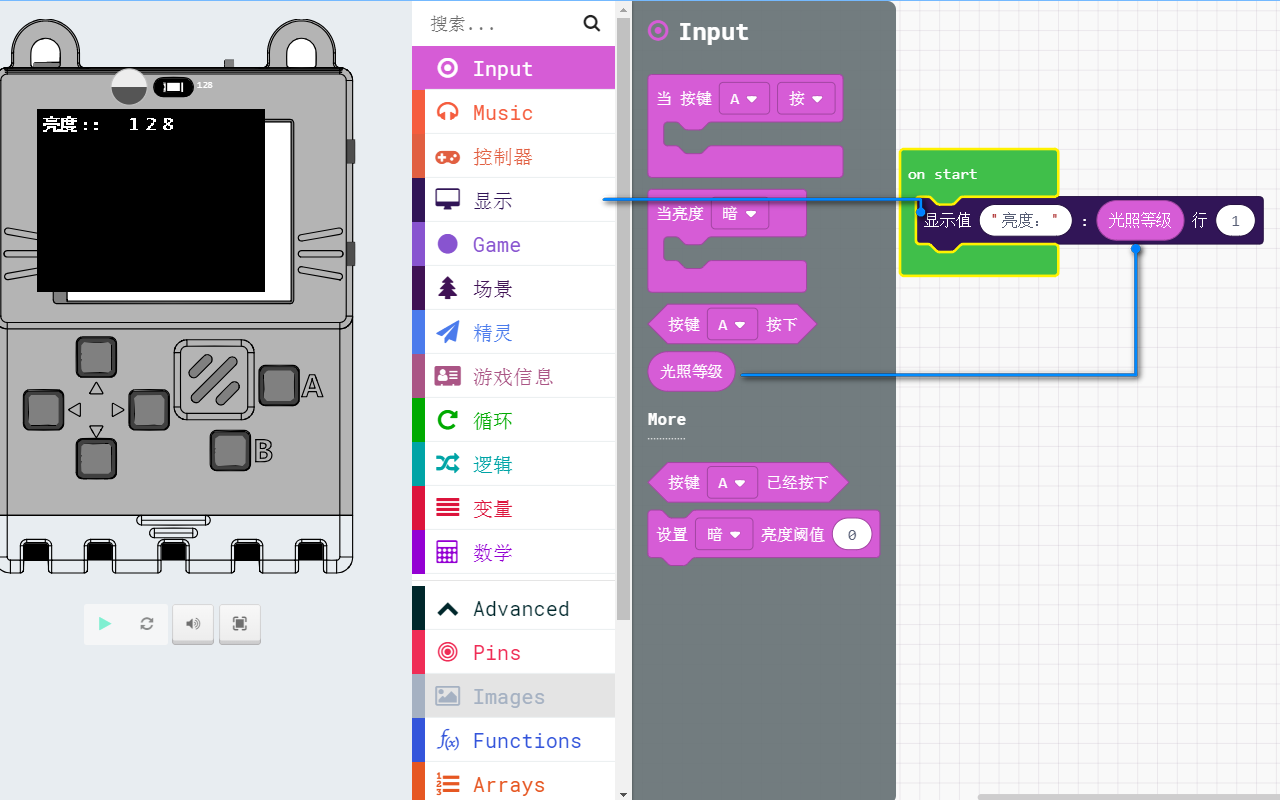 128
亮度:: 128
A
B
搜索...
Input
Music
控制器
显示
Game
场景
精灵
游戏信息
循环
逻辑
变量
数学
Advanced
Pins
Images
Functions
Arrays
Input
当 按键 A 按
当亮度 暗
按键 A 按下
光照等级
More
按键 A 已经按下
设置 暗 亮度阈值 0
on start
显示值 "亮度: " : 光照等级 行 1